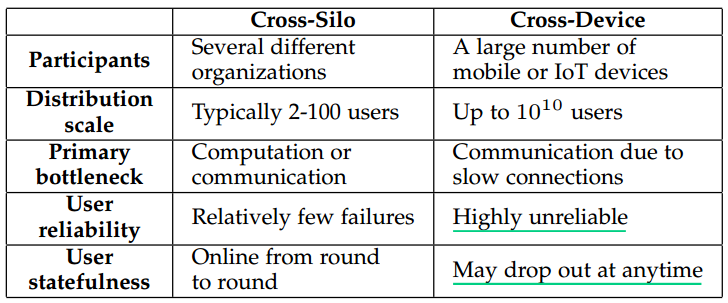 Cross-Silo Cross-Device
Participants
Several different
organizations
A large number of
mobile or IoT devices
Distribution
scale
Typically 2-100 users
Up to 10¹⁰ users
Primary
bottleneck
Computation or
communication
Communication due to
slow connections
User
reliability
Relatively few failures
Highly unreliable
User
statefulness
Online from round
to round
May drop out at anytime